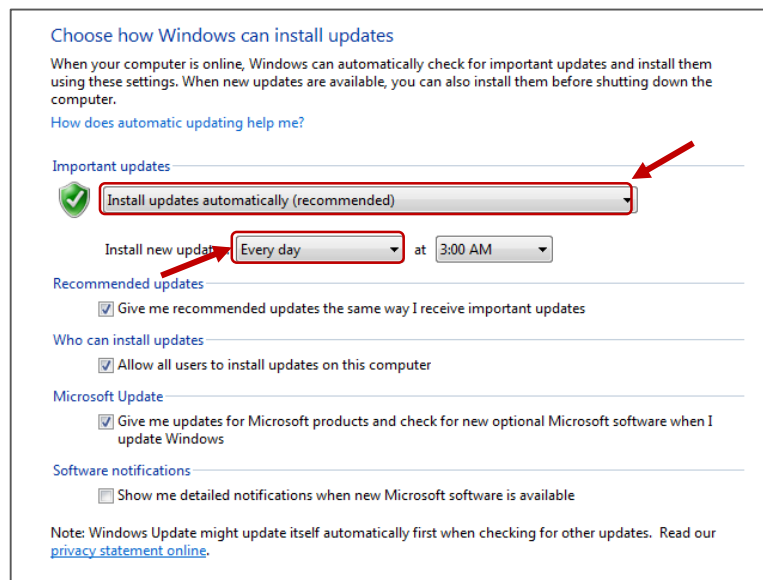 Choose how Windows can install updates
When your computer is online, Windows can automatically check for important updates and install them
using these settings. When new updates are available, you can also install them before shutting down the
computer.
How does automatic updating help me?
Important updates
Install updates automatically (recommended)
Install new update Every day at 3:00 AM
Recommended updates
Give me recommended updates the same way I receive important updates
Who can install updates
Allow all users to install updates on this computer
Microsoft Update
Give me updates for Microsoft products and check for new optional Microsoft software when I
update Windows
Software notifications
Show me detailed notifications when new Microsoft software is available
Note: Windows Update might update itself automatically first when checking for other updates. Read our
privacy statement online.